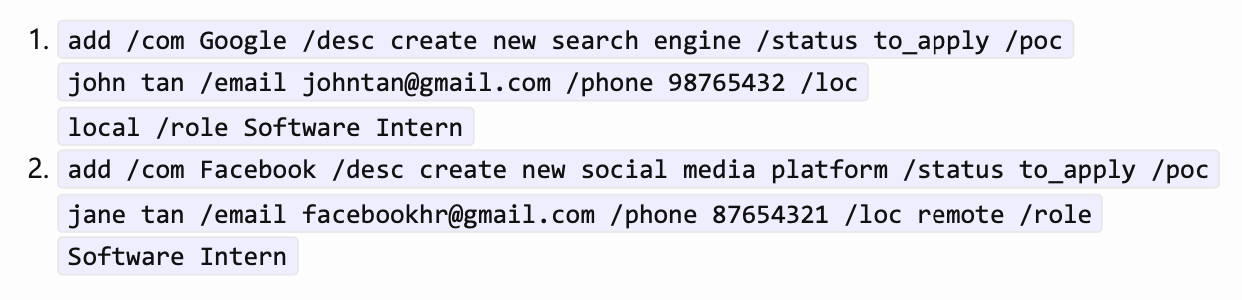 1. add /com Google /desc create new search engine /status to_apply /poc
john tan /email johntan@gmail.com /phone 98765432 /loc
local /role Software Intern
2. add /com Facebook /desc create new social media platform /status to_apply /poc
jane tan /email facebookhr@gmail.com /phone 87654321 /loc remote /role
Software Intern